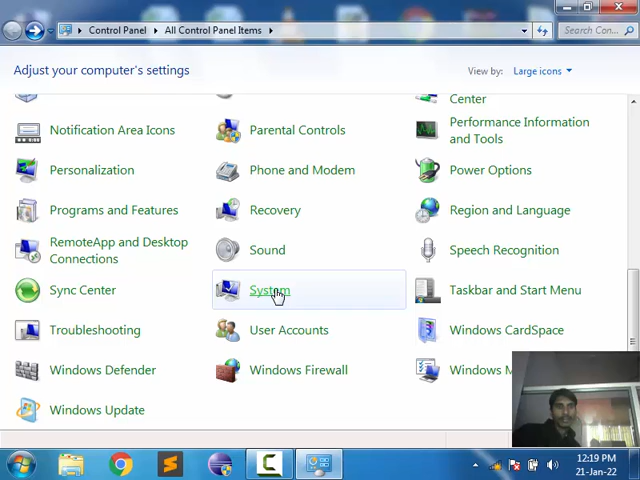 Control Panel
All Control Panel Items
Search Con...
Adjust your computer's settings
View by:
Large icons
Center
Notification Area Icons
Parental Controls
Performance Information
and Tools
Personalization
Phone and Modem
Power Options
Programs and Features
Recovery
Region and Language
RemoteApp and Desktop
Connections
Sound
Speech Recognition
Sync Center
System
Taskbar and Start Menu
Troubleshooting
User Accounts
Windows CardSpace
Windows Defender
Windows Firewall
Windows M
Windows Update
12:19 PM
21-Jan-22